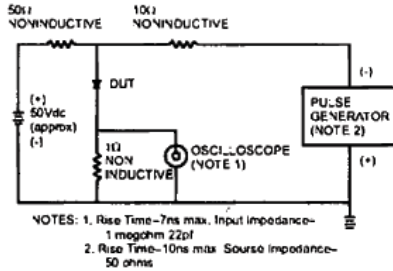 50Ω
NONINDUCTIVE
10Ω
NONINDUCTIVE
DUT
(+)
50Vdc
(approx)
(-)
1Ω
NON
INDUCTIVE
OSCILLOSCOPE
(NOTE 1)
(-)
PULSE
GENERATOR
(NOTE 2)
(+)
NOTES: 1. Rise Time-7ns max. Input Impedance-
1 megohm 22pf
2. Rise Time-10ns max Sourse Impedance-
50 ohms